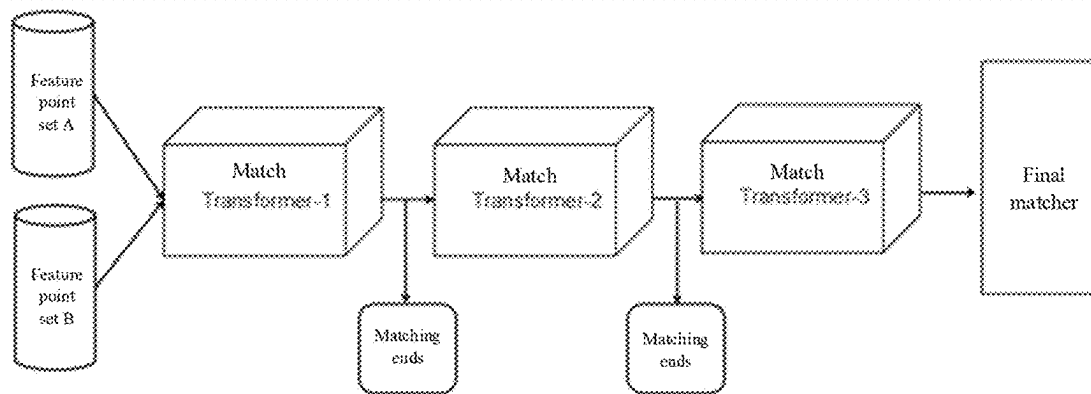 Feature
point
set A
Feature
point
set B
Match
Transformer-1
Match
Transformer-2
Match
Transformer-3
Matching
ends
Matching
ends
Final
matcher